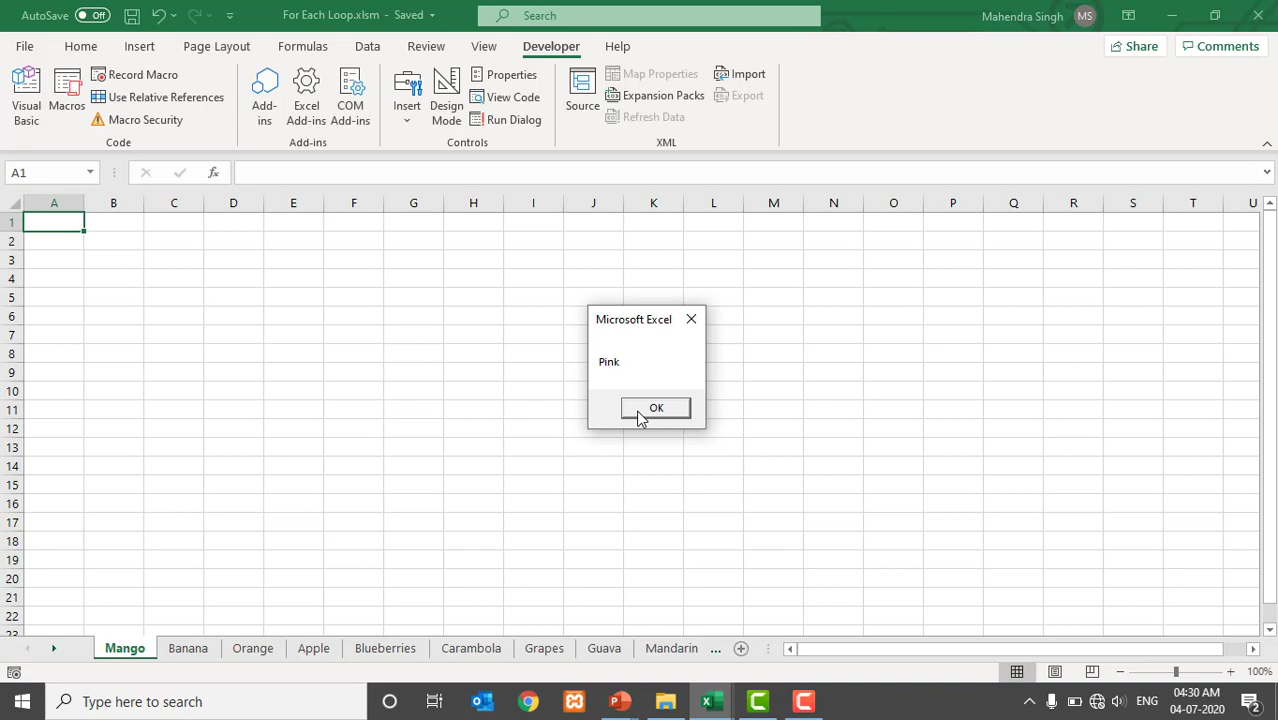 AutoSave Off For Each Loop.xlsm - Saved Search Mahendra Singh MS
File Home Insert Page Layout Formulas Data Review View Developer Help Share Comments
Visual Basic
Macros
Record Macro
Use Relative References
Macro Security
Code
Add-ins
Excel Add-ins
COM Add-ins
Add-ins
Insert
Design Mode
Properties
View Code
Run Dialog
Controls
Source
Map Properties
Expansion Packs
Refresh Data
Import
Export
XML
A1 fx
A B C D E F G H I J K L M N O P Q R S T U
1
2
3
4
5
6
7
8
9
10
11
12
13
14
15
16
17
18
19
20
21
22
23
Microsoft Excel
Pink
OK
Mango Banana Orange Apple Blueberries Carambola Grapes Guava Mandarin ...
100%
Type here to search ENG 04:30 AM
04-07-2020 2